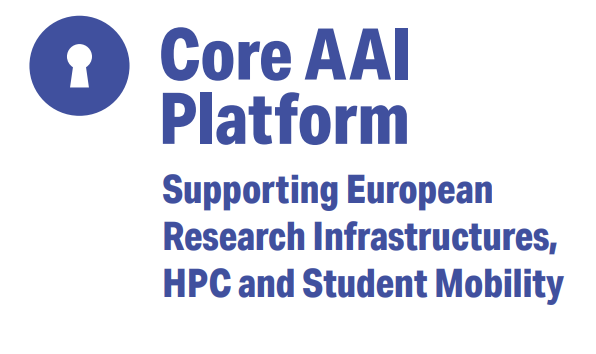 Core AAI
Platform
Supporting European
Research Infrastructures,
HPC and Student Mobility